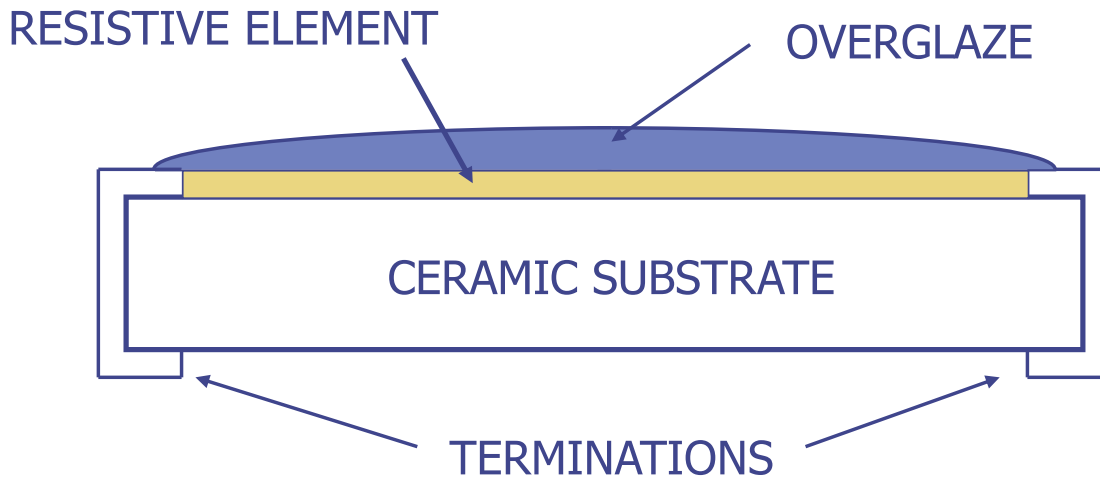 RESISTIVE ELEMENT
OVERGLAZE
CERAMIC SUBSTRATE
TERMINATIONS